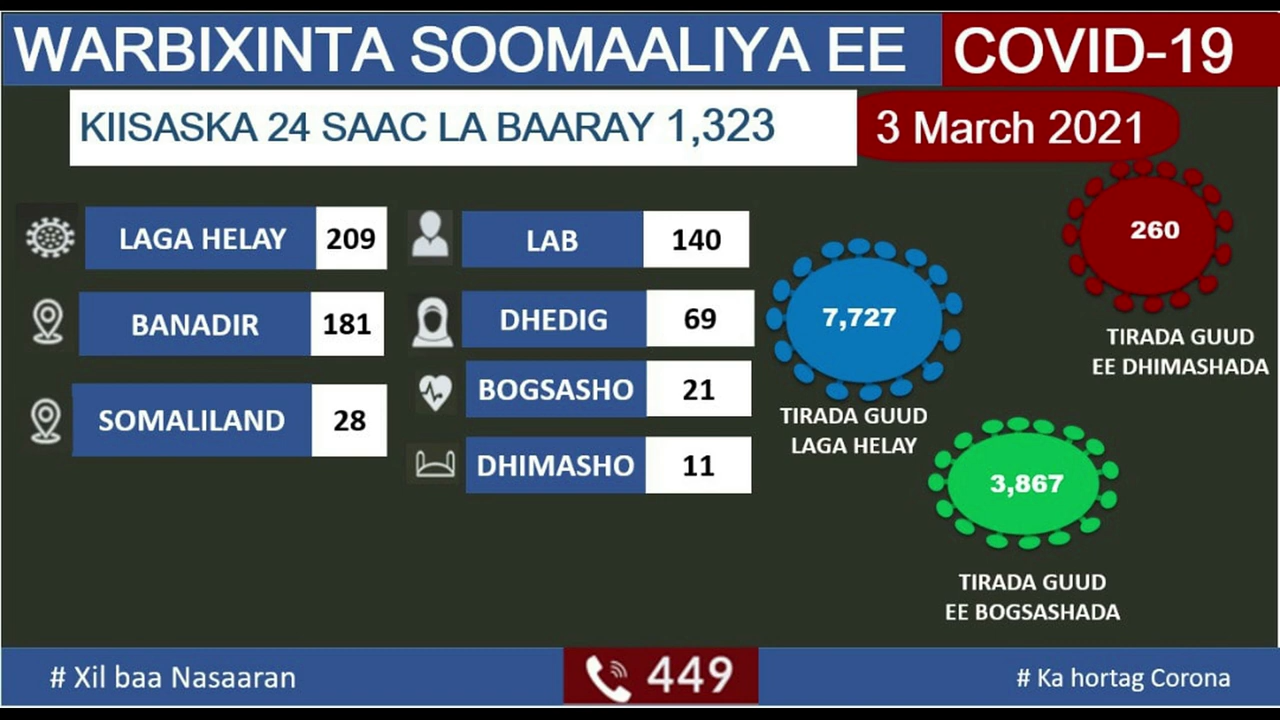 WARBIXINTA SOOMAALIYA EE COVID-19
KIISASKA 24 SAAC LA BAARAY 1,323
3 March 2021
LAGA HELAY 209
BANADIR 181
SOMALILAND 28
LAB 140
DHEDIG 69
BOGSASHO 21
DHIMASHO 11
7,727
TIRADA GUUD
LAGA HELAY
260
TIRADA GUUD
EE DHIMASHADA
3,867
TIRADA GUUD
EE BOGSASHADA
# Xil baa Nasaaran
449
# Ka hortag Corona